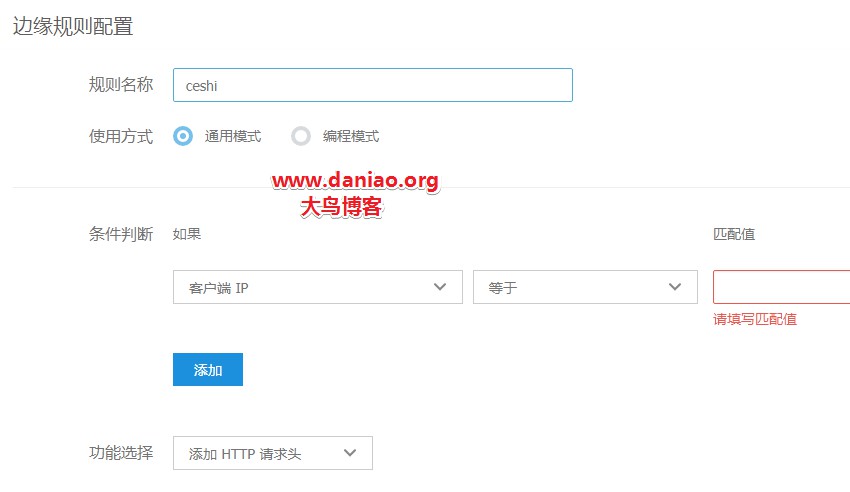 边缘规则配置
规则名称 ceshi
使用方式 通用模式 编程模式
www.daniao.org
大鸟博客
条件判断 如果 匹配值
客户端 IP 等于
请填写匹配值
添加
功能选择 添加 HTTP 请求头